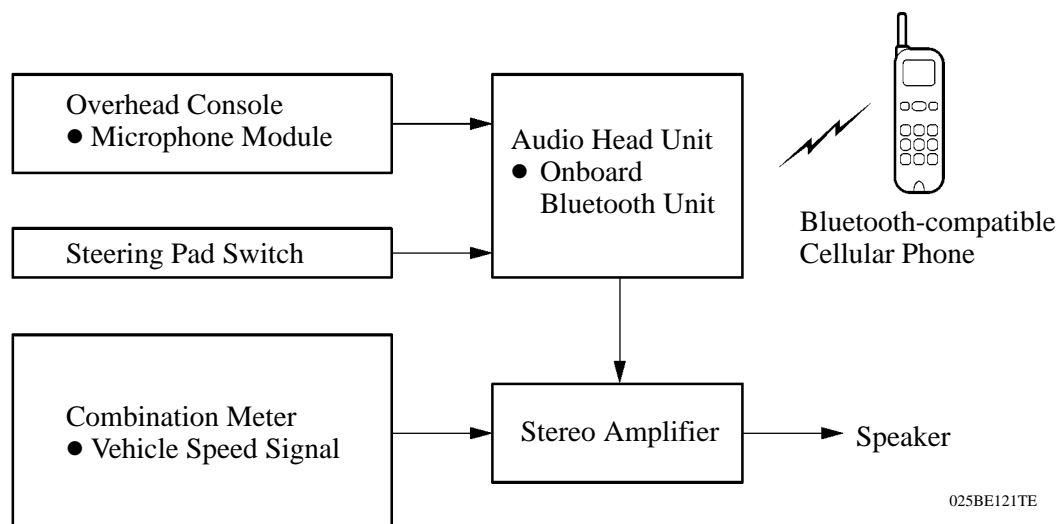 Overhead Console
● Microphone Module
Audio Head Unit
● Onboard
Bluetooth Unit
Steering Pad Switch
Bluetooth-compatible
Cellular Phone
Combination Meter
● Vehicle Speed Signal
Stereo Amplifier
Speaker
025BE121TE